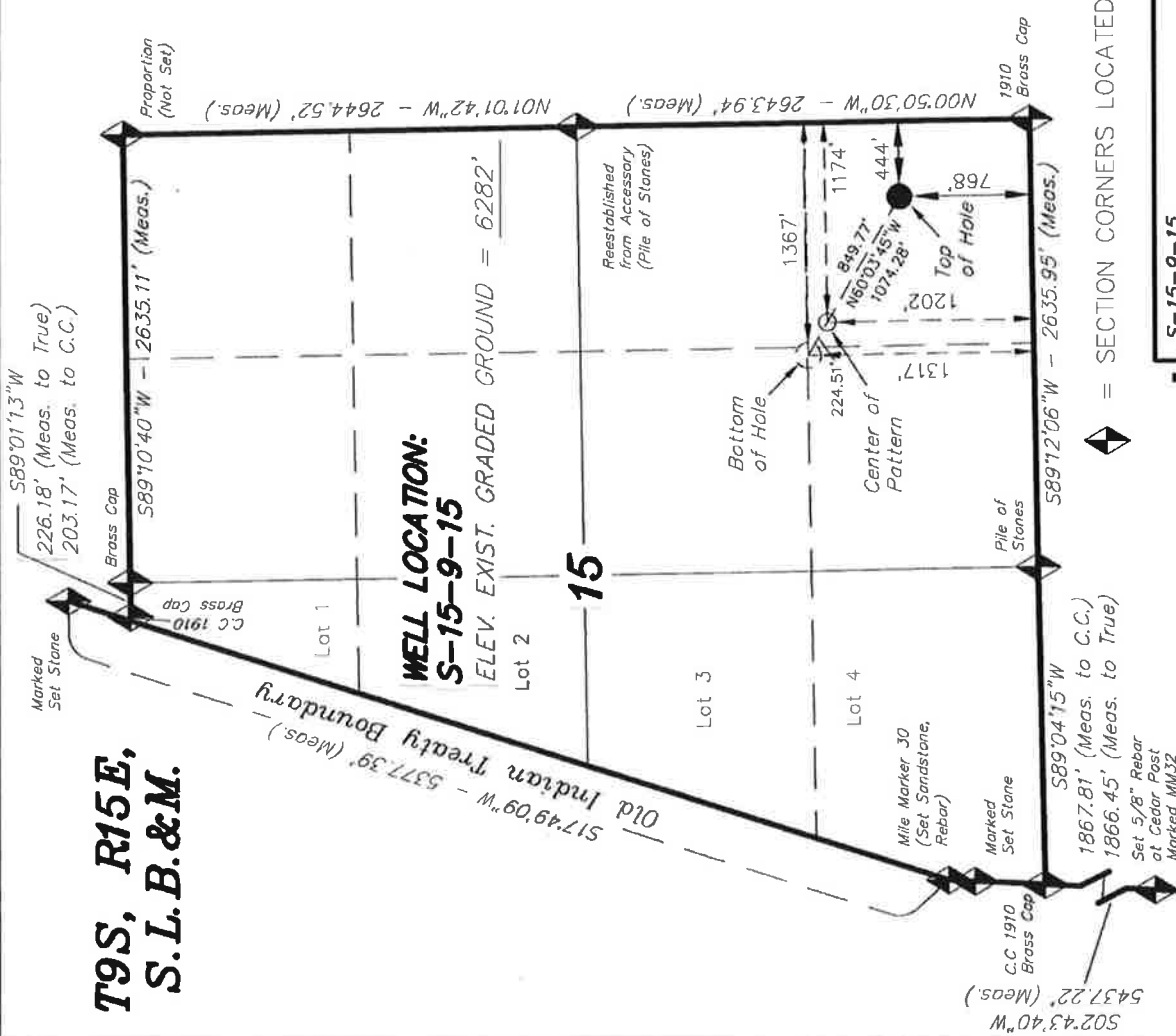 T9S, R15E,
S.L.B.&M.
S89°01'13"W
226.18' (Meas. to True)
203.17' (Meas. to C.C.)
Marked
Set Stone
Brass Cap
S89°10'40"W - 2635.11' (Meas.)
Proportion
(Not Set)
C.C 1910
Brass Cap
Lot 1
N01°01'42"W - 2644.52' (Meas.)
WELL LOCATION:
S-15-9-15
ELEV. EXIST. GRADED GROUND = 6282'
Lot 2
Old Indian Treaty Boundary
S17°49'09"W - 5377.39' (Meas.)
15
Reestablished
from Accessory
(Pile of Stones)
N00°50'30"W - 2643.94' (Meas.)
Lot 3
Lot 4
Bottom
of Hole
1367'
1174'
444'
849.77'
N60°03'45"W
1074.28'
Top
of Hole
768'
1202'
224.51'
1317'
Center of
Pattern
Mile Marker 30
(Set Sandstone,
Rebar)
Marked
Set Stone
C.C 1910
Brass Cap
Pile of
Stones
1910
Brass Cap
S89°04'15"W
1867.81' (Meas. to C.C.)
1866.45' (Meas. to True)
S89°12'06"W - 2635.95' (Meas.)
Set 5/8" Rebar
at Cedar Post
Marked MM32
S02°43'40"W
5437.22' (Meas.)
= SECTION CORNERS LOCATED
S-15-9-15